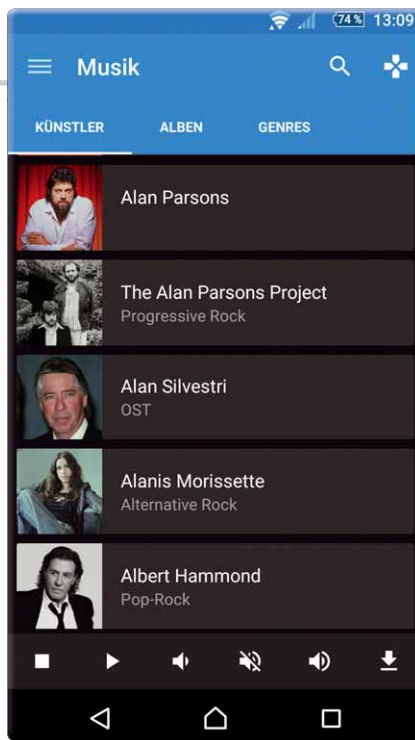 74% 13:09
Musik
KÜNSTLER ALBEN GENRES
Alan Parsons
The Alan Parsons Project
Progressive Rock
Alan Silvestri
OST
Alanis Morissette
Alternative Rock
Albert Hammond
Pop-Rock